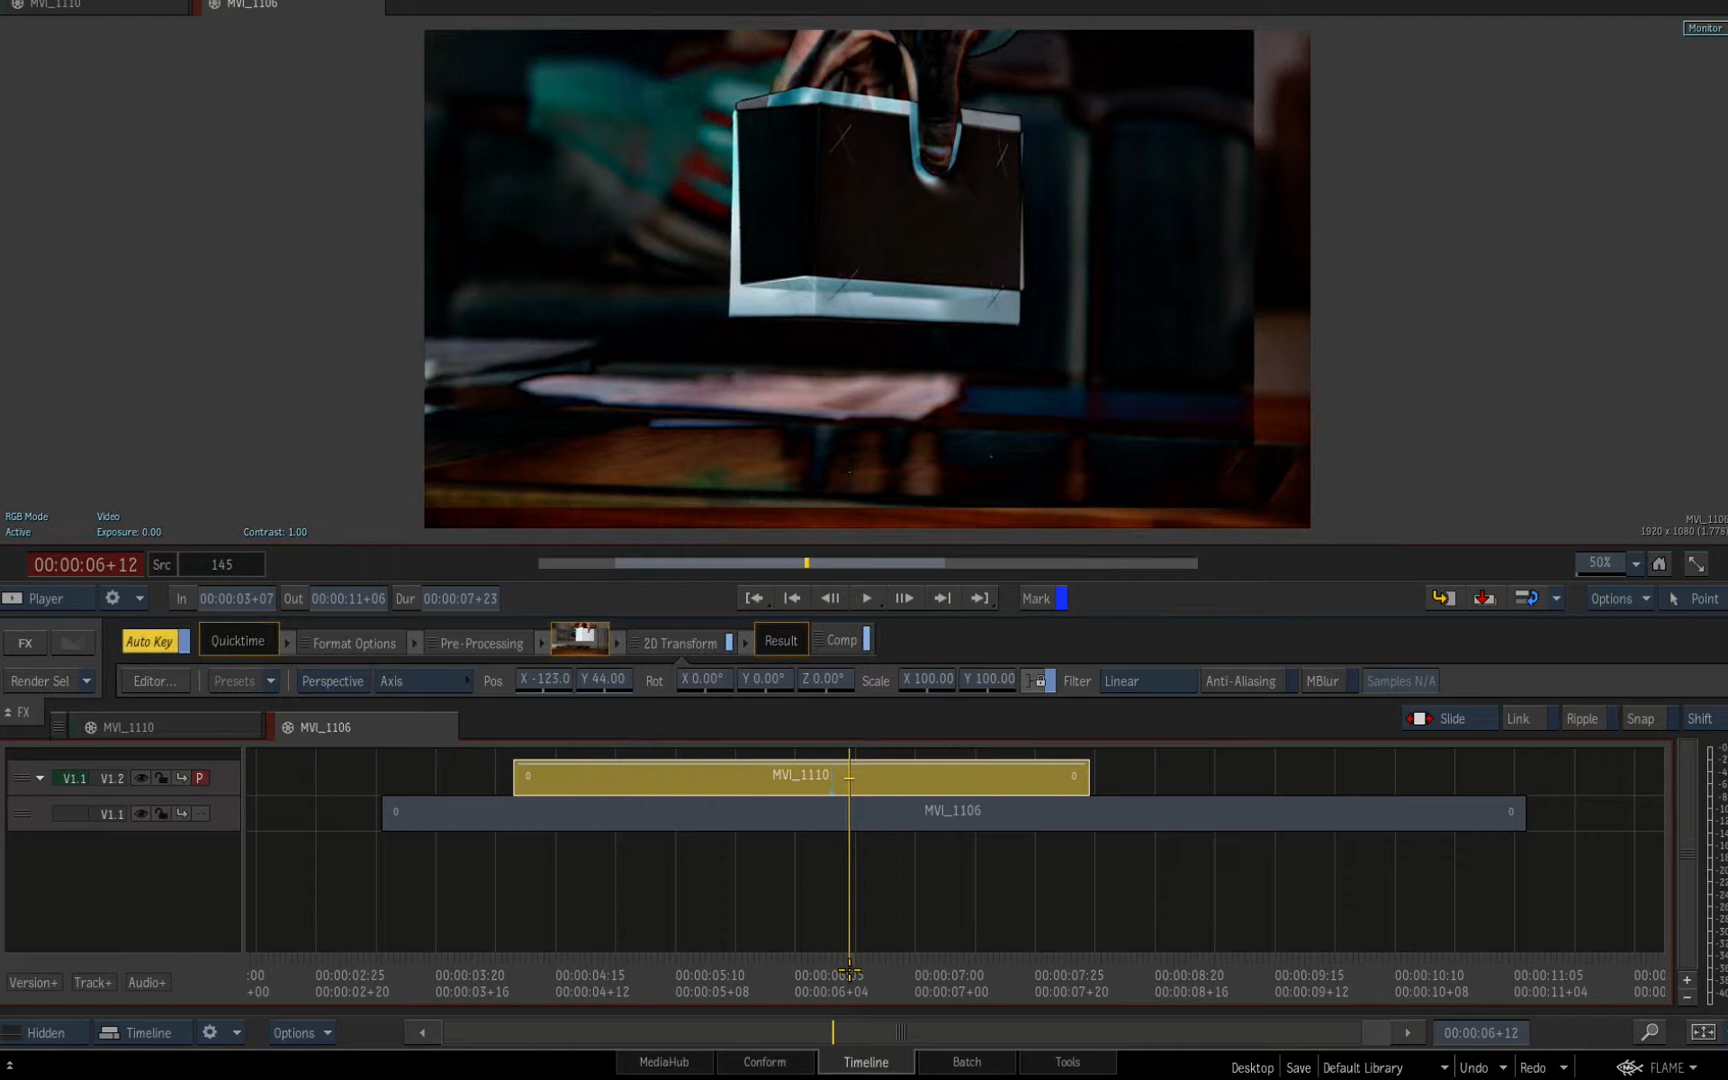 MVI_1110 MVI_1106
Monitor
RGB Mode Video
Active Exposure: 0.00 Contrast: 1.00
MVI_1106
1920 x 1080 (1.778)
00:00:06+12 Src 145 50%
Player In 00:00:03+07 Out 00:00:11+06 Dur 00:00:07+23 Mark Options Point
FX Auto Key Quicktime Format Options Pre-Processing 2D Transform Result Comp
Render Sel Editor... Presets Perspective Axis Pos X -123.0 Y 44.00 Rot X 0.00° Y 0.00° Z 0.00° Scale X 100.00 Y 100.00 Filter Linear Anti-Aliasing MBlur Samples N/A
FX
MVI_1110 MVI_1106 Slide Link Ripple Snap Shift
V1.1 V1.2 P 0 MVI_1110 0
V1.1 0 MVI_1106 0
:00 00:00:02:25 00:00:03:20 00:00:04:15 00:00:05:10 00:00:07:00 00:00:07:25 00:00:08:20 00:00:09:15 00:00:10:10 00:00:11:05 00:00
Version+ Track+ Audio+ +00 00:00:02+20 00:00:03+16 00:00:04+12 00:00:05+08 00:00:06+04 00:00:07+00 00:00:07+20 00:00:08+16 00:00:09+12 00:00:10+08 00:00:11+04 00:00
Hidden Timeline Options 00:00:06+12
MediaHub Conform Timeline Batch Tools
Desktop Save Default Library Undo Redo FLAME